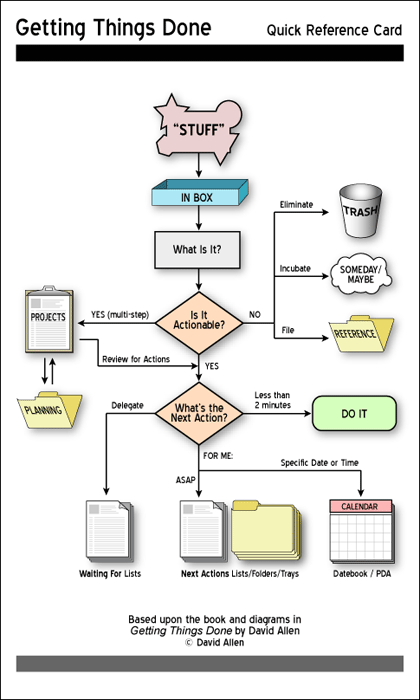 Getting Things Done
Quick Reference Card
“STUFF”
IN BOX
What Is It?
Eliminate
TRASH
Incubate
SOMEDAY/
MAYBE
Is It
Actionable?
NO
File
REFERENCE
YES (multi-step)
PROJECTS
Review for Actions
YES
PLANNING
What's the
Next Action?
Less than
2 minutes
DO IT
Delegate
FOR ME:
ASAP
Specific Date or Time
CALENDAR
Waiting For Lists
Next Actions Lists/Folders/Trays
Datebook / PDA
Based upon the book and diagrams in
Getting Things Done by David Allen
© David Allen